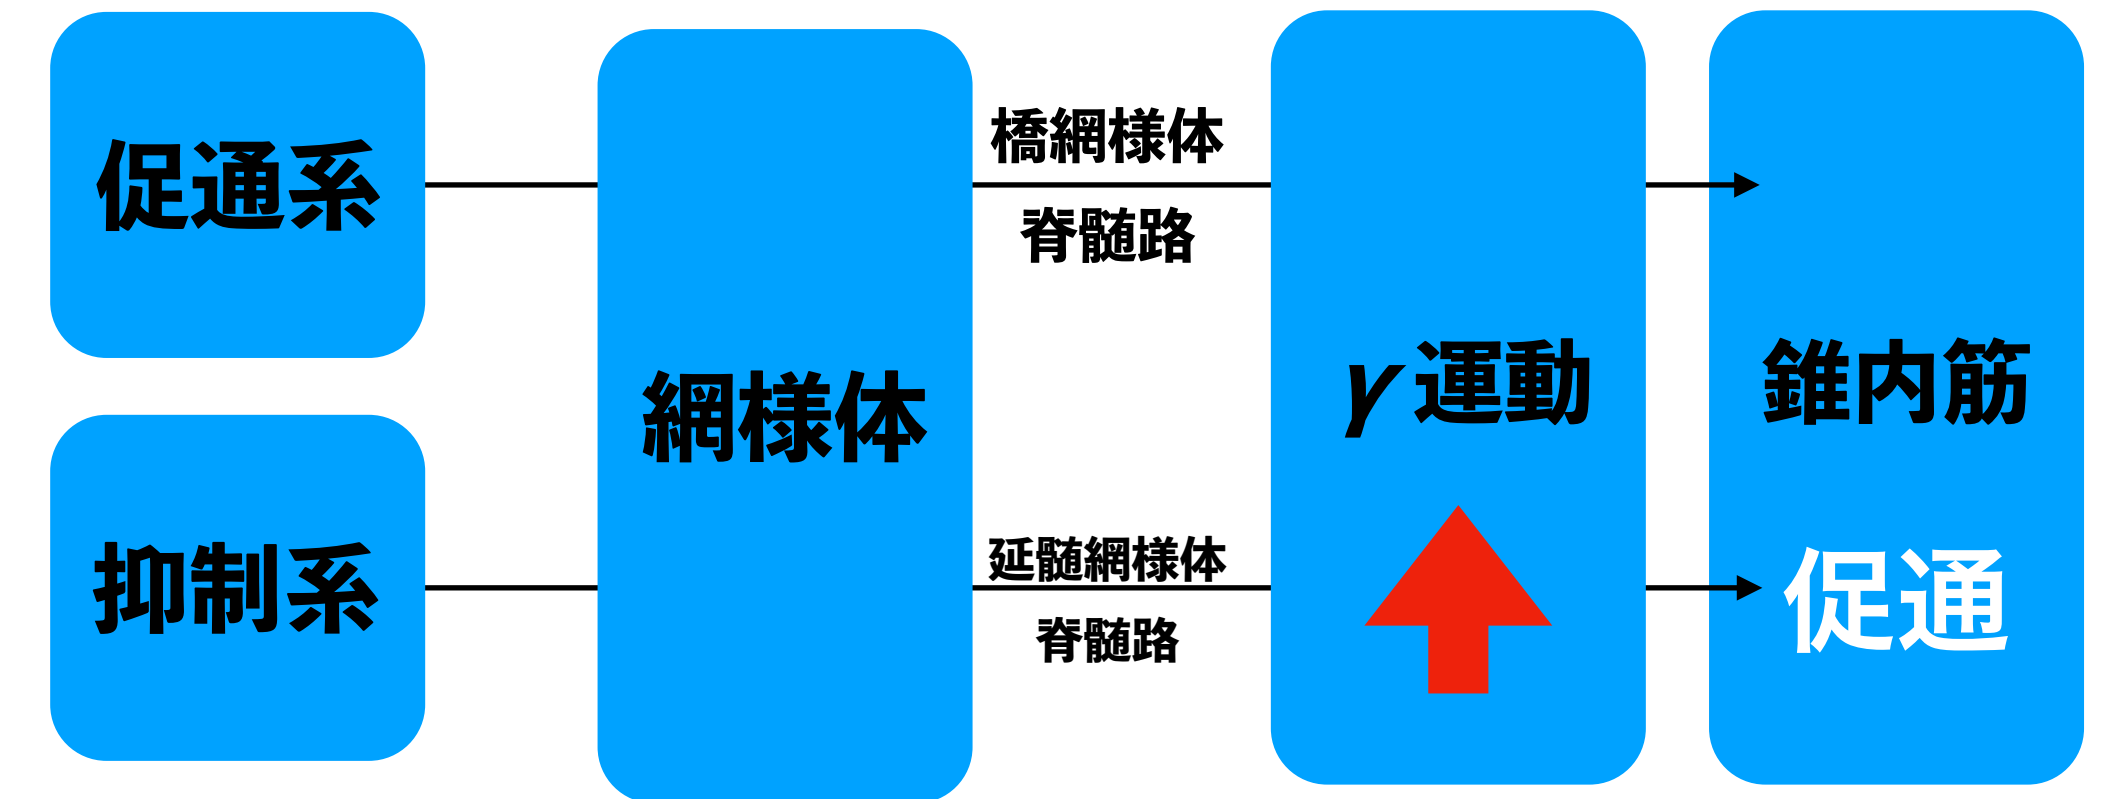 促通系
抑制系
網様体
橋網様体
脊髄路
延髄網様体
脊髄路
γ運動
錐内筋
促通